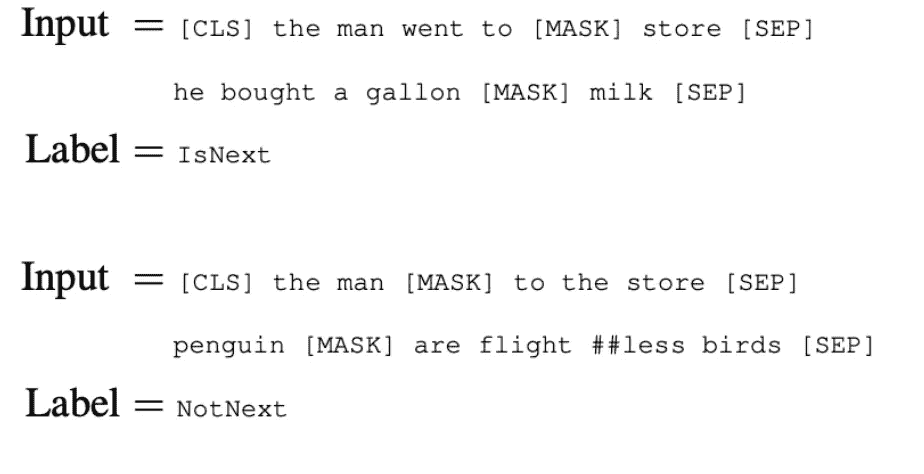 Input = [CLS] the man went to [MASK] store [SEP]
he bought a gallon [MASK] milk [SEP]
Label = IsNext
Input = [CLS] the man [MASK] to the store [SEP]
penguin [MASK] are flight ##less birds [SEP]
Label = NotNext